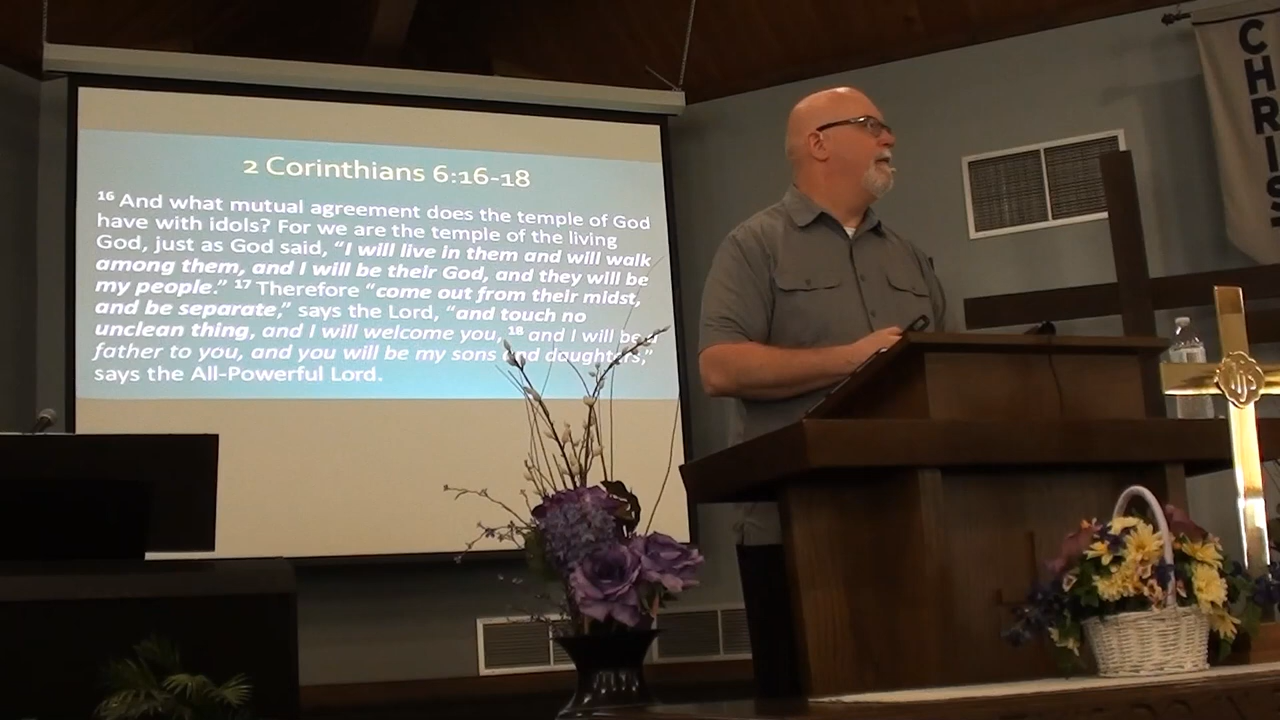 2 Corinthians 6:16-18
16 And what mutual agreement does the temple of God
have with idols? For we are the temple of the living
God, just as God said, “I will live in them and will walk
among them, and I will be their God, and they will be
my people.” 17 Therefore “come out from their midst,
and be separate,” says the Lord, “and touch no
unclean thing, and I will welcome you, 18 and I will be a
father to you, and you will be my sons and daughters,”
says the All-Powerful Lord.
CHRIS